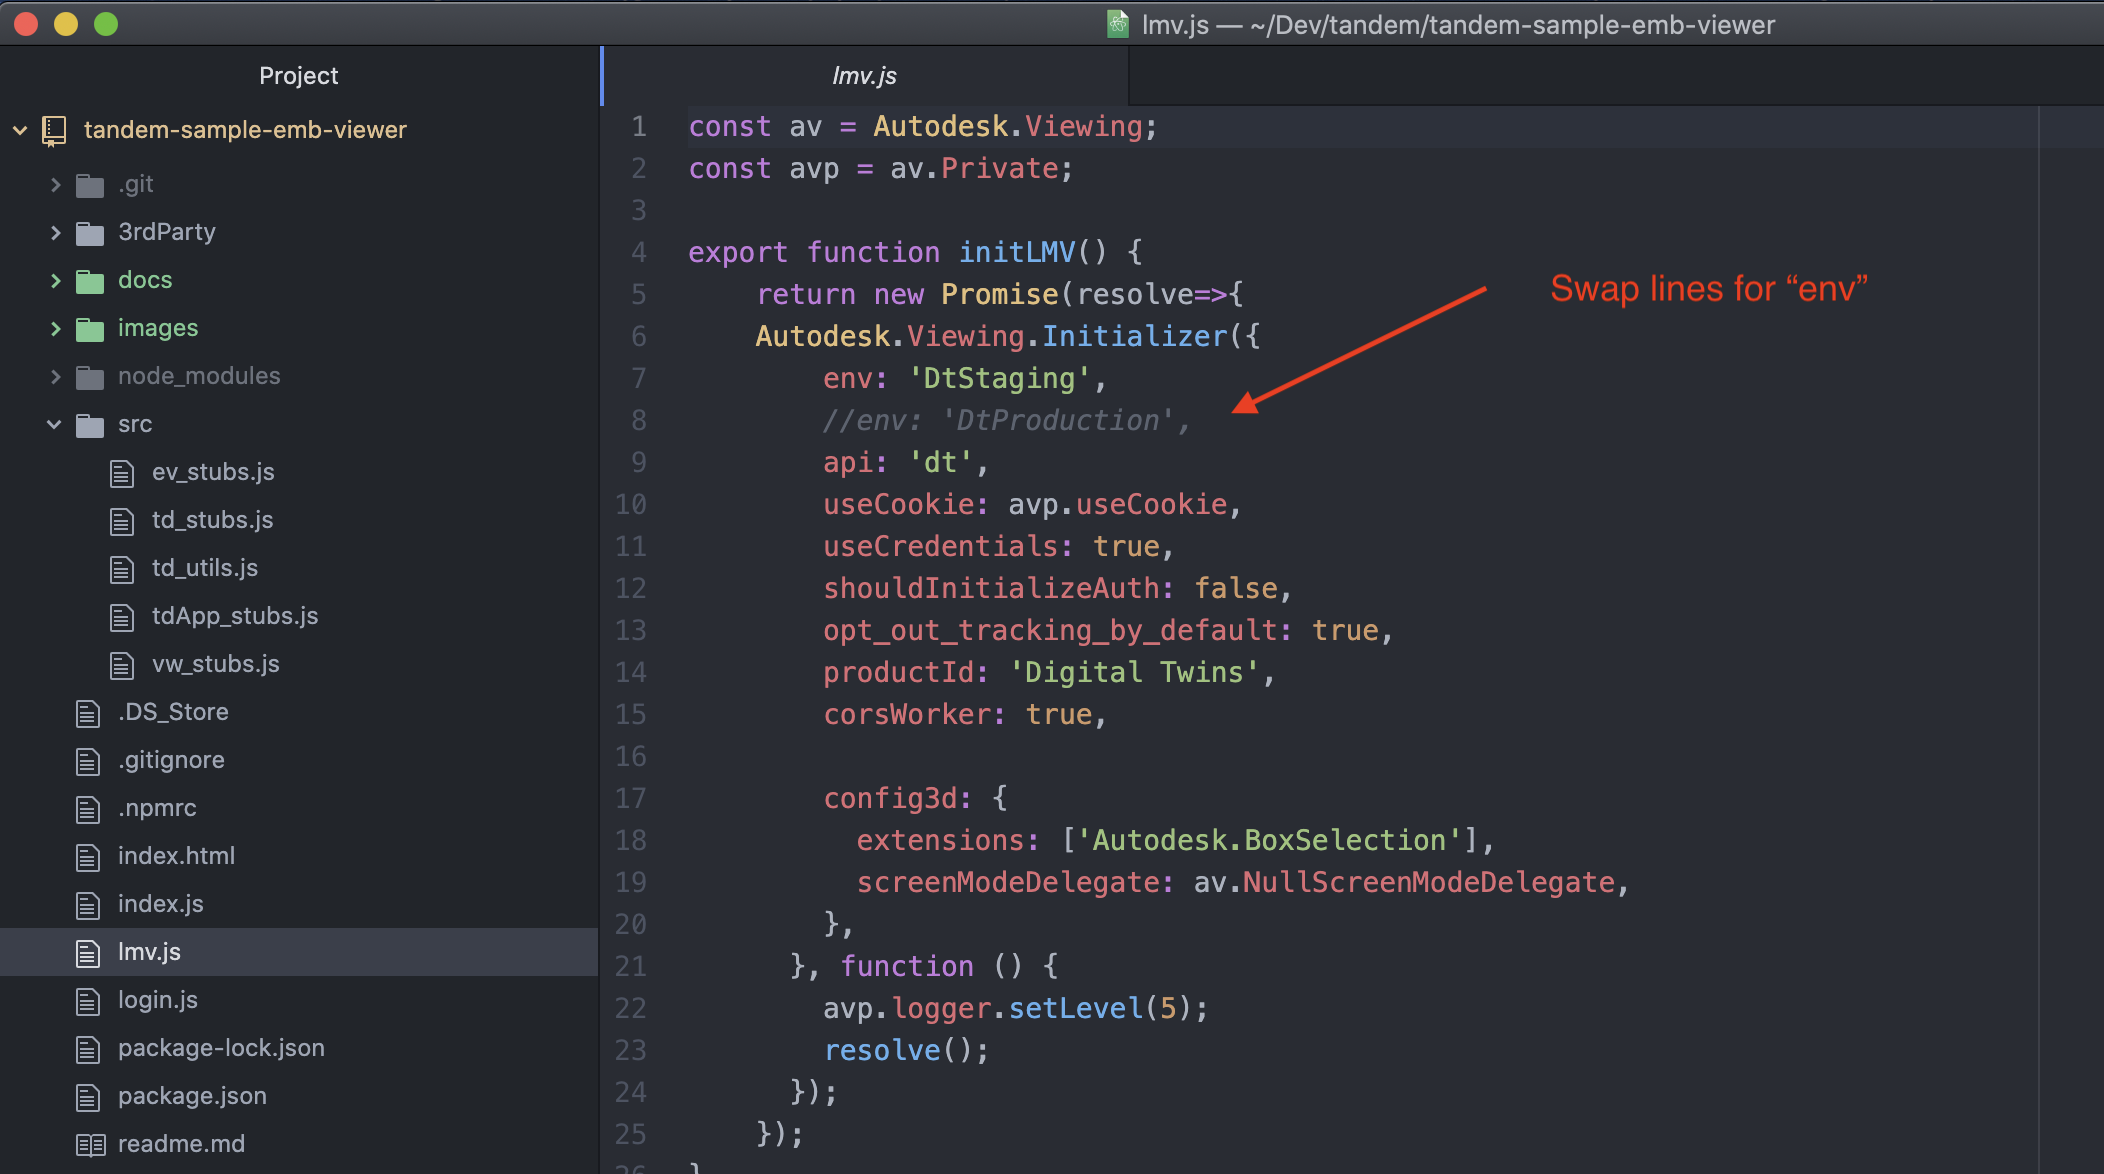 lmv.js — ~/Dev/tandem/tandem-sample-emb-viewer
Project
tandem-sample-emb-viewer
.git
3rdParty
docs
images
node_modules
src
ev_stubs.js
td_stubs.js
td_utils.js
tdApp_stubs.js
vw_stubs.js
.DS_Store
.gitignore
.npmrc
index.html
index.js
lmv.js
login.js
package-lock.json
package.json
readme.md
lmv.js
1 const av = Autodesk.Viewing;
2 const avp = av.Private;
3
4 export function initLMV() {
5     return new Promise(resolve=>{
6     Autodesk.Viewing.Initializer({
7         env: 'DtStaging',
8         //env: 'DtProduction',
9         api: 'dt',
10         useCookie: avp.useCookie,
11         useCredentials: true,
12         shouldInitializeAuth: false,
13         opt_out_tracking_by_default: true,
14         productId: 'Digital Twins',
15         corsWorker: true,
16
17         config3d: {
18           extensions: ['Autodesk.BoxSelection'],
19           screenModeDelegate: av.NullScreenModeDelegate,
20         },
21       }, function () {
22         avp.logger.setLevel(5);
23         resolve();
24       });
25     });
26 }
Swap lines for “env”